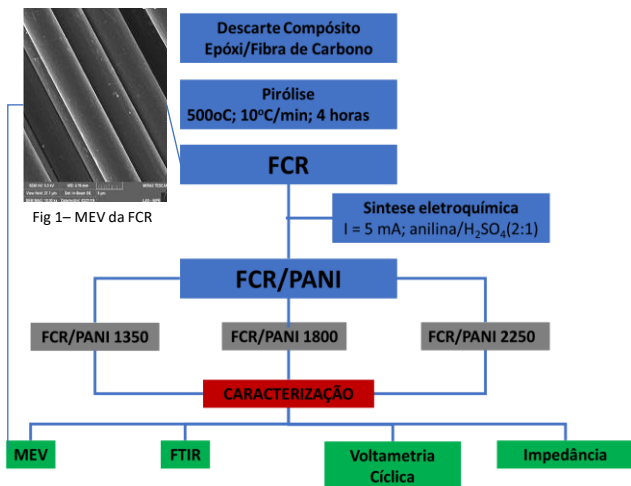 Descarte Compósito
Epóxi/Fibra de Carbono
Pirólise
500oC; 10°C/min; 4 horas
FCR
Fig 1– MEV da FCR
Sintese eletroquímica
I = 5 mA; anilina/H₂SO₄(2:1)
FCR/PANI
FCR/PANI 1350
FCR/PANI 1800
FCR/PANI 2250
CARACTERIZAÇÃO
MEV
FTIR
Voltametria
Cíclica
Impedância